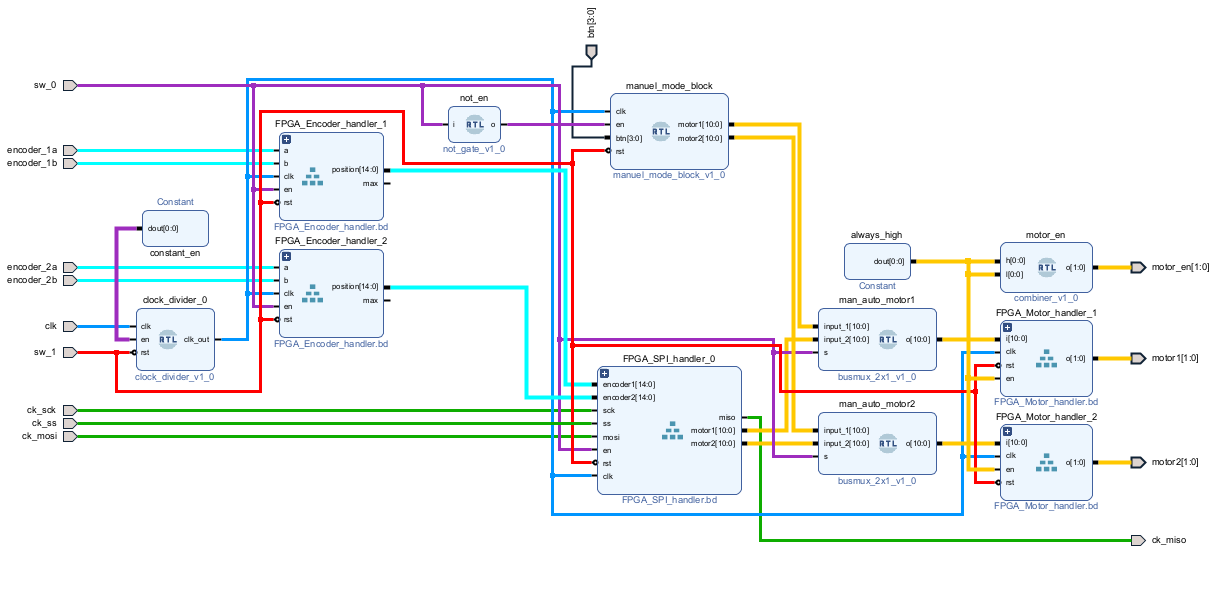 btn[3:0]
sw_0
encoder_1a
encoder_1b
encoder_2a
encoder_2b
clk
sw_1
ck_sck
ck_ss
ck_mosi
Constant
dout[0:0]
constant_en
clock_divider_0
clk
en
rst
clk_out
RTL
clock_divider_v1_0
FPGA_Encoder_handler_1
a
b
clk
en
rst
position[14:0]
max
FPGA_Encoder_handler.bd
FPGA_Encoder_handler_2
a
b
clk
en
rst
position[14:0]
max
FPGA_Encoder_handler.bd
not_en
i
RTL
o
not_gate_v1_0
manuel_mode_block
clk
en
btn[3:0]
rst
RTL
motor1[10:0]
motor2[10:0]
manuel_mode_block_v1_0
FPGA_SPI_handler_0
encoder1[14:0]
encoder2[14:0]
sck
ss
mosi
en
rst
clk
miso
motor1[10:0]
motor2[10:0]
FPGA_SPI_handler.bd
always_high
dout[0:0]
Constant
man_auto_motor1
input_1[10:0]
input_2[10:0]
s
RTL
o[10:0]
busmux_2x1_v1_0
man_auto_motor2
input_1[10:0]
input_2[10:0]
s
RTL
o[10:0]
busmux_2x1_v1_0
motor_en
h[0:0]
l[0:0]
RTL
o[1:0]
combiner_v1_0
FPGA_Motor_handler_1
i[10:0]
clk
rst
en
o[1:0]
FPGA_Motor_handler.bd
FPGA_Motor_handler_2
i[10:0]
clk
en
rst
o[1:0]
FPGA_Motor_handler.bd
motor_en[1:0]
motor1[1:0]
motor2[1:0]
ck_miso